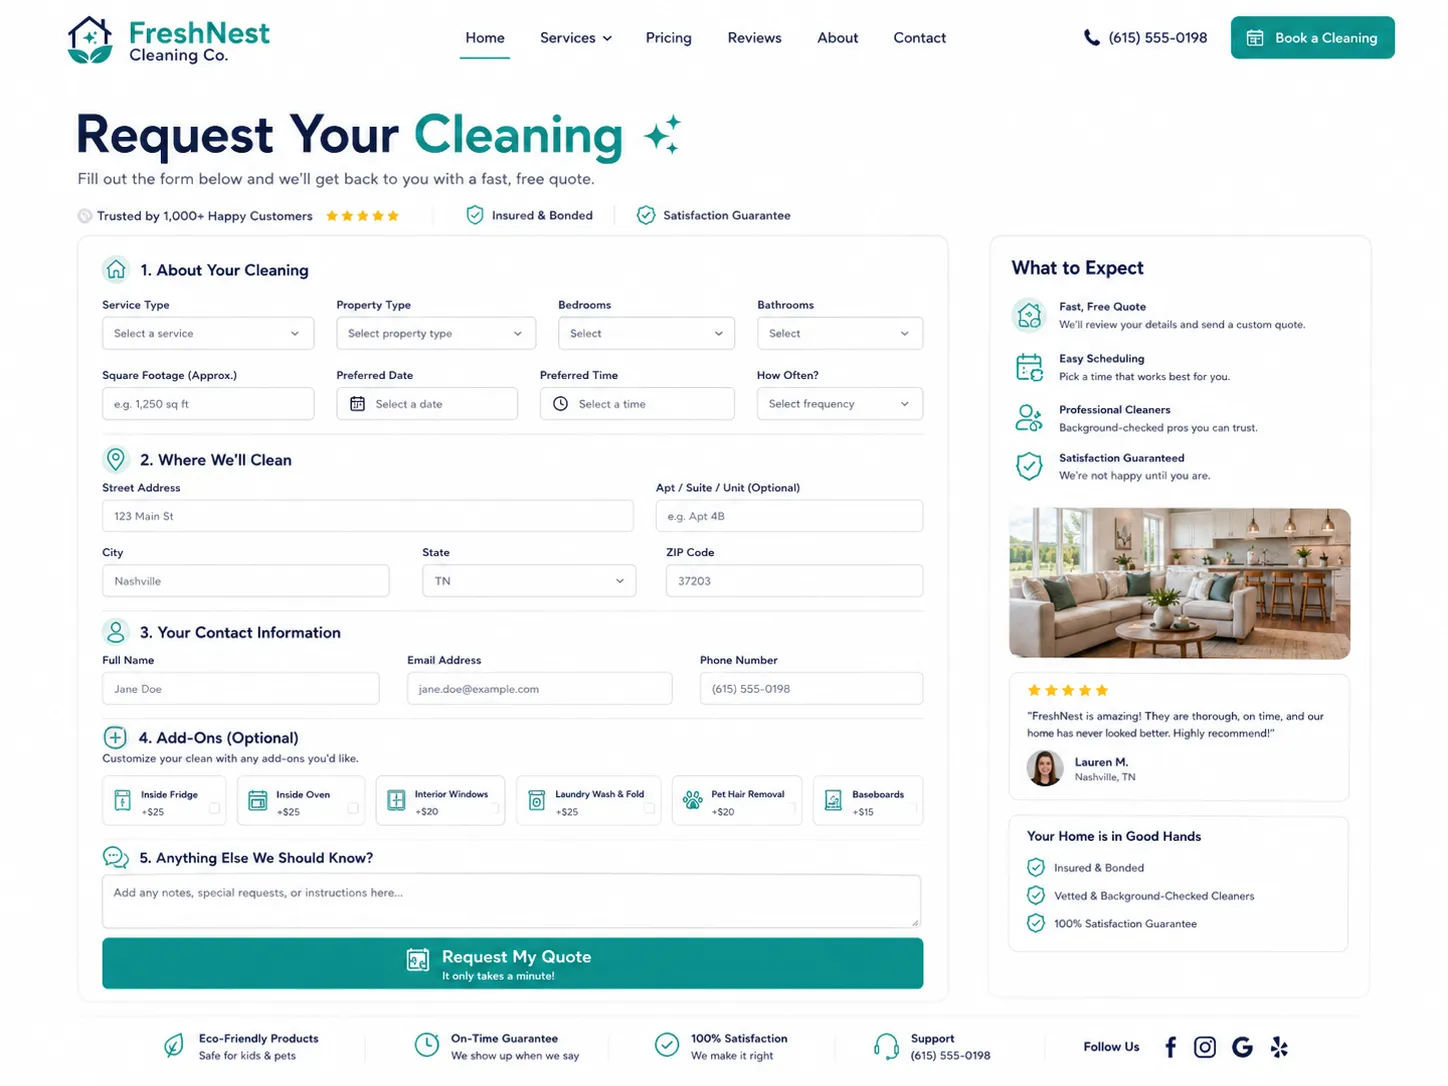 FreshNest
Cleaning Co.
Home
Services
Pricing
Reviews
About
Contact
(615) 555-0198
Book a Cleaning
Request Your Cleaning
Fill out the form below and we'll get back to you with a fast, free quote.
Trusted by 1,000+ Happy Customers
Insured & Bonded
Satisfaction Guarantee
1. About Your Cleaning
Service Type
Property Type
Bedrooms
Bathrooms
Select a service
Select property type
Select
Select
Square Footage (Approx.)
Preferred Date
Preferred Time
How Often?
e.g. 1,250 sq ft
Select a date
Select a time
Select frequency
2. Where We'll Clean
Street Address
Apt / Suite / Unit (Optional)
123 Main St
e.g. Apt 4B
City
State
ZIP Code
Nashville
TN
37203
3. Your Contact Information
Full Name
Email Address
Phone Number
Jane Doe
jane.doe@example.com
(615) 555-0198
4. Add-Ons (Optional)
Customize your clean with any add-ons you'd like.
Inside Fridge
+$25
Inside Oven
+$25
Interior Windows
+$20
Laundry Wash & Fold
+$25
Pet Hair Removal
+$20
Baseboards
+$15
5. Anything Else We Should Know?
Add any notes, special requests, or instructions here...
Request My Quote
It only takes a minute!
What to Expect
Fast, Free Quote
We'll review your details and send a custom quote.
Easy Scheduling
Pick a time that works best for you.
Professional Cleaners
Background-checked pros you can trust.
Satisfaction Guaranteed
We're not happy until you are.
"FreshNest is amazing! They are thorough, on time, and our
home has never looked better. Highly recommend!"
Lauren M.
Nashville, TN
Your Home is in Good Hands
Insured & Bonded
Vetted & Background-Checked Cleaners
100% Satisfaction Guarantee
Eco-Friendly Products
Safe for kids & pets
On-Time Guarantee
We show up when we say
100% Satisfaction
We make it right
Support
(615) 555-0198
Follow Us